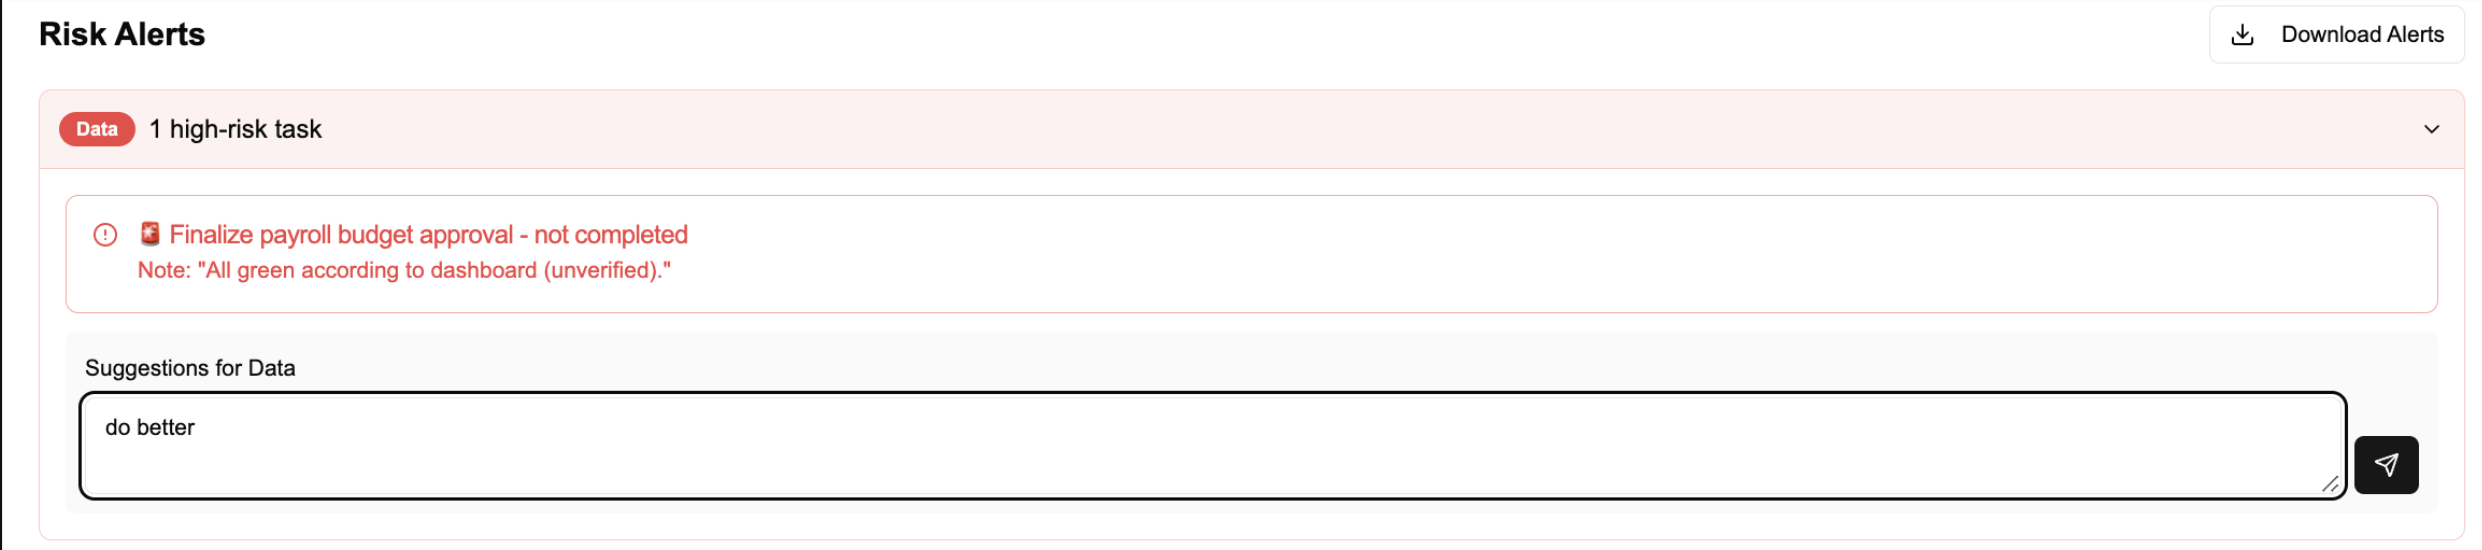 Risk Alerts
Download Alerts
Data 1 high-risk task
🚨 Finalize payroll budget approval - not completed
Note: "All green according to dashboard (unverified)."
Suggestions for Data
do better